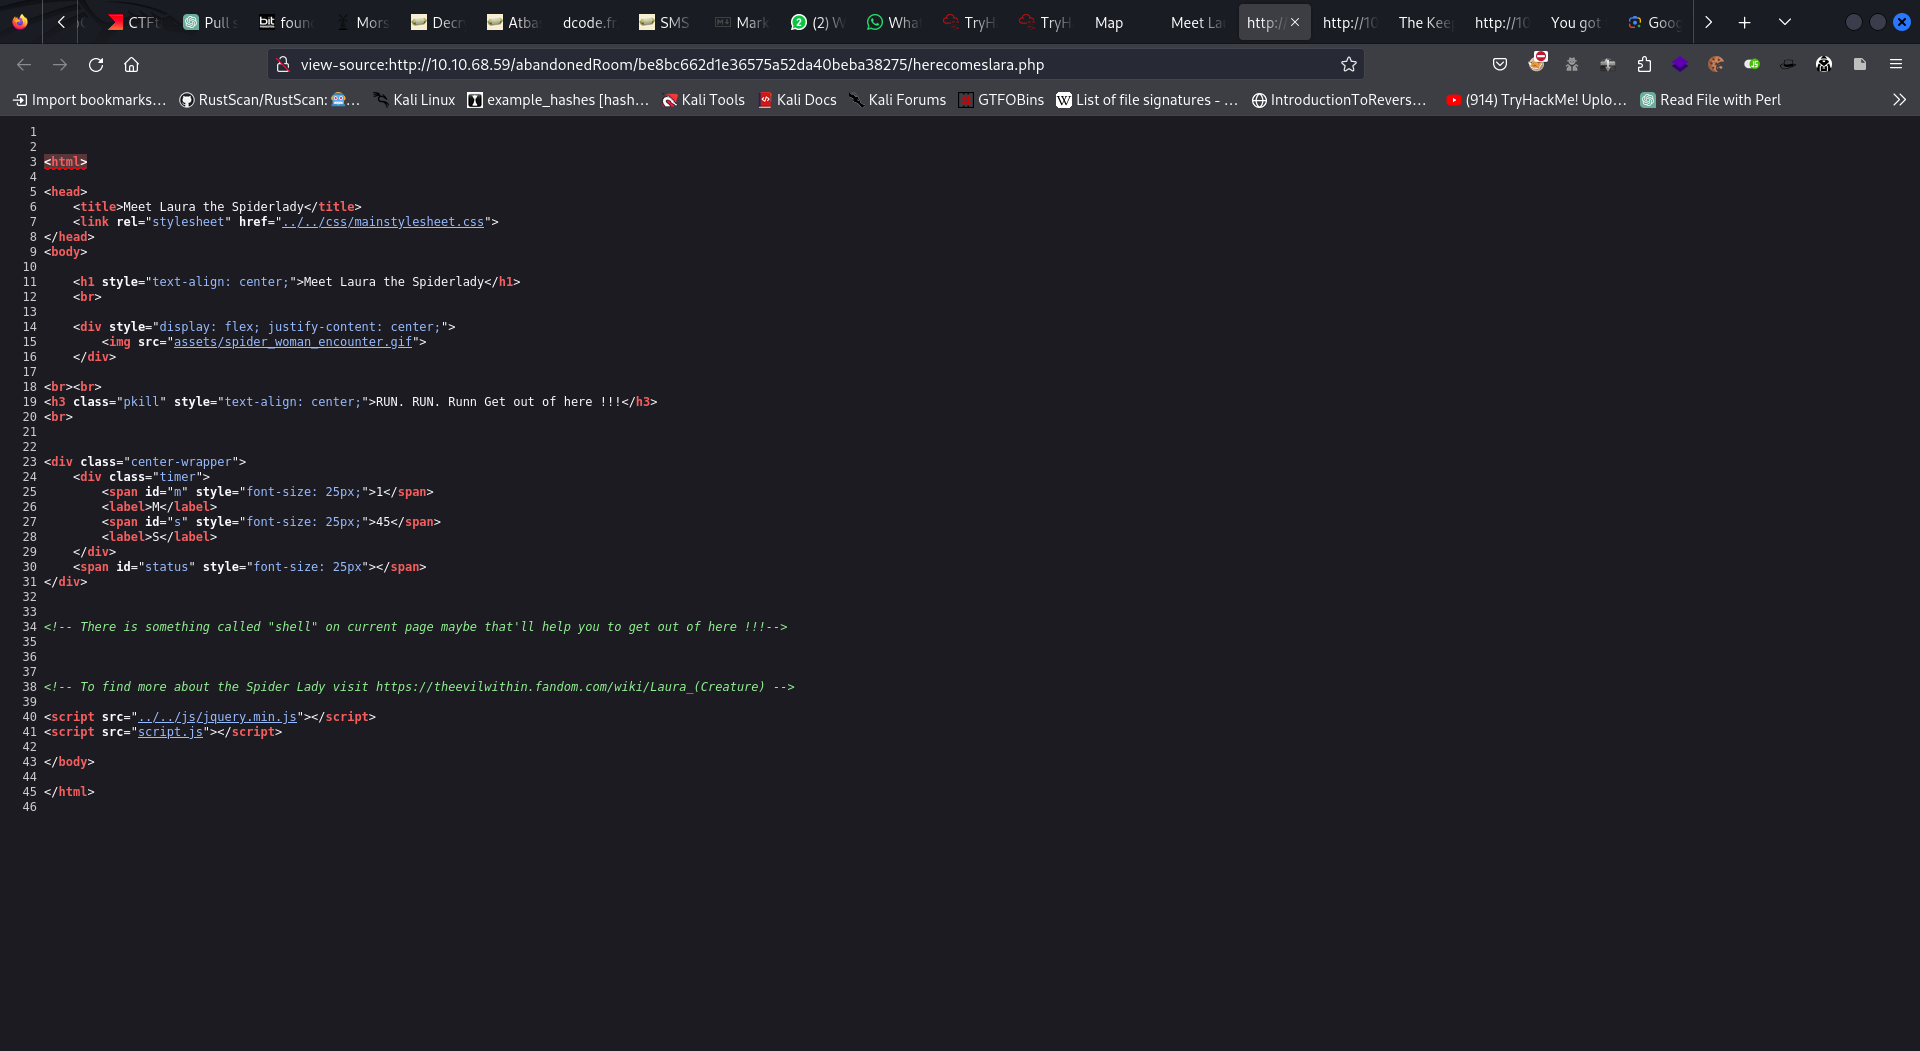 CTFt
Pull s
bit foun
Mors
Decr
Atba
dcode.fr
SMS
Mark
(2) W
What
TryH
TryH
Map
Meet La
http:/
http://10
The Kee
http://10
You got
Goog
view-source:http://10.10.68.59/abandonedRoom/be8bc662d1e36575a52da40beba38275/herecomeslara.php
Import bookmarks… RustScan/RustScan: … Kali Linux example_hashes [hash… Kali Tools Kali Docs Kali Forums GTFOBins List of file signatures - … IntroductionToRevers… (914) TryHackMe! Uplo… Read File with Perl
1
2
3 <html>
4
5 <head>
6 <title>Meet Laura the Spiderlady</title>
7 <link rel="stylesheet" href="../../css/mainstylesheet.css">
8 </head>
9 <body>
10
11 <h1 style="text-align: center;">Meet Laura the Spiderlady</h1>
12 <br>
13
14 <div style="display: flex; justify-content: center;">
15 <img src="assets/spider_woman_encounter.gif">
16 </div>
17
18 <br><br>
19 <h3 class="pkill" style="text-align: center;">RUN. RUN. Runn Get out of here !!!</h3>
20 <br>
21
22
23 <div class="center-wrapper">
24 <div class="timer">
25 <span id="m" style="font-size: 25px;">1</span>
26 <label>M</label>
27 <span id="s" style="font-size: 25px;">45</span>
28 <label>S</label>
29 </div>
30 <span id="status" style="font-size: 25px"></span>
31 </div>
32
33
34 <!-- There is something called "shell" on current page maybe that'll help you to get out of here !!!-->
35
36
37
38 <!-- To find more about the Spider Lady visit https://theevilwithin.fandom.com/wiki/Laura_(Creature) -->
39
40 <script src="../../js/jquery.min.js"></script>
41 <script src="script.js"></script>
42
43 </body>
44
45 </html>
46